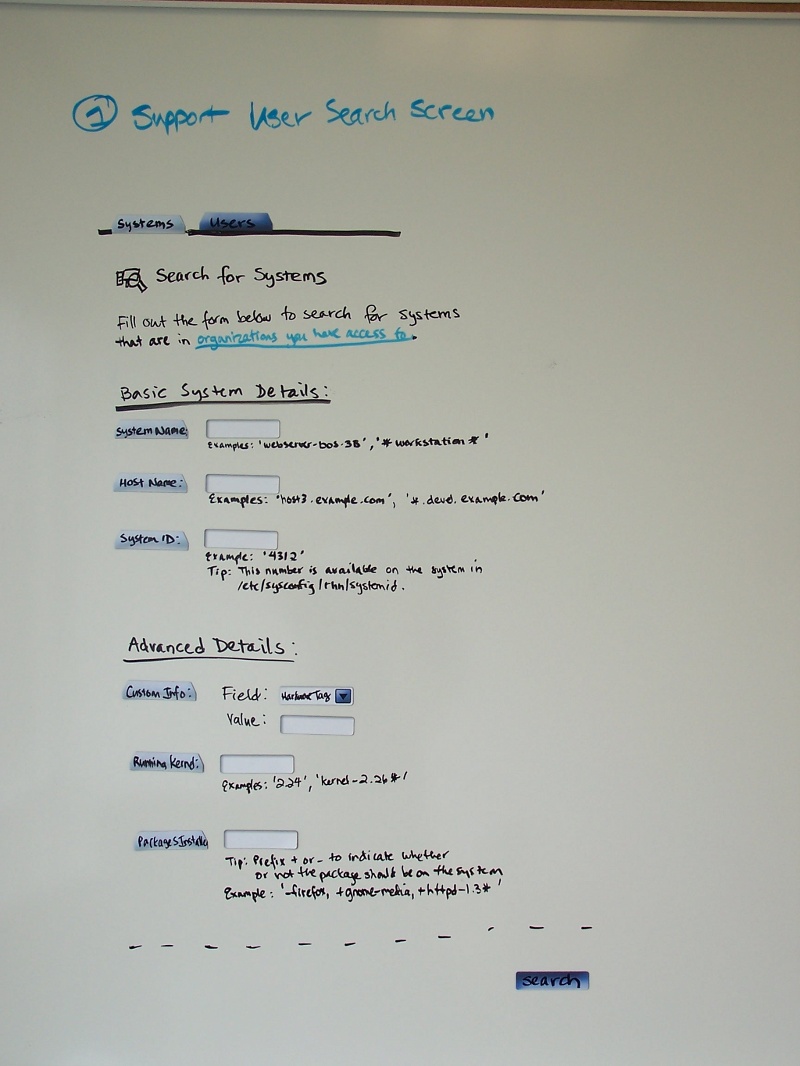 1 Support User Search Screen
Systems Users
Search for Systems
Fill out the form below to search for systems
that are in organizations you have access to.
Basic System Details:
System Name:
Examples: 'webserver-bos-38', '*workstation*'
Host Name:
Examples: 'host3.example.com', '*.devel.example.com'
System ID:
Example: '4312'
Tip: This number is available on the system in
/etc/sysconfig/rhn/systemid.
Advanced Details:
Custom Info: Field: Hardware Tag
Value:
Running Kernel:
Examples: '2.24', 'kernel-2.26*'
Packages Installed
Tip: Prefix + or - to indicate whether
or not the package should be on the system
Example: '-firefox, +gnome-media, +httpd-1.3*'
search